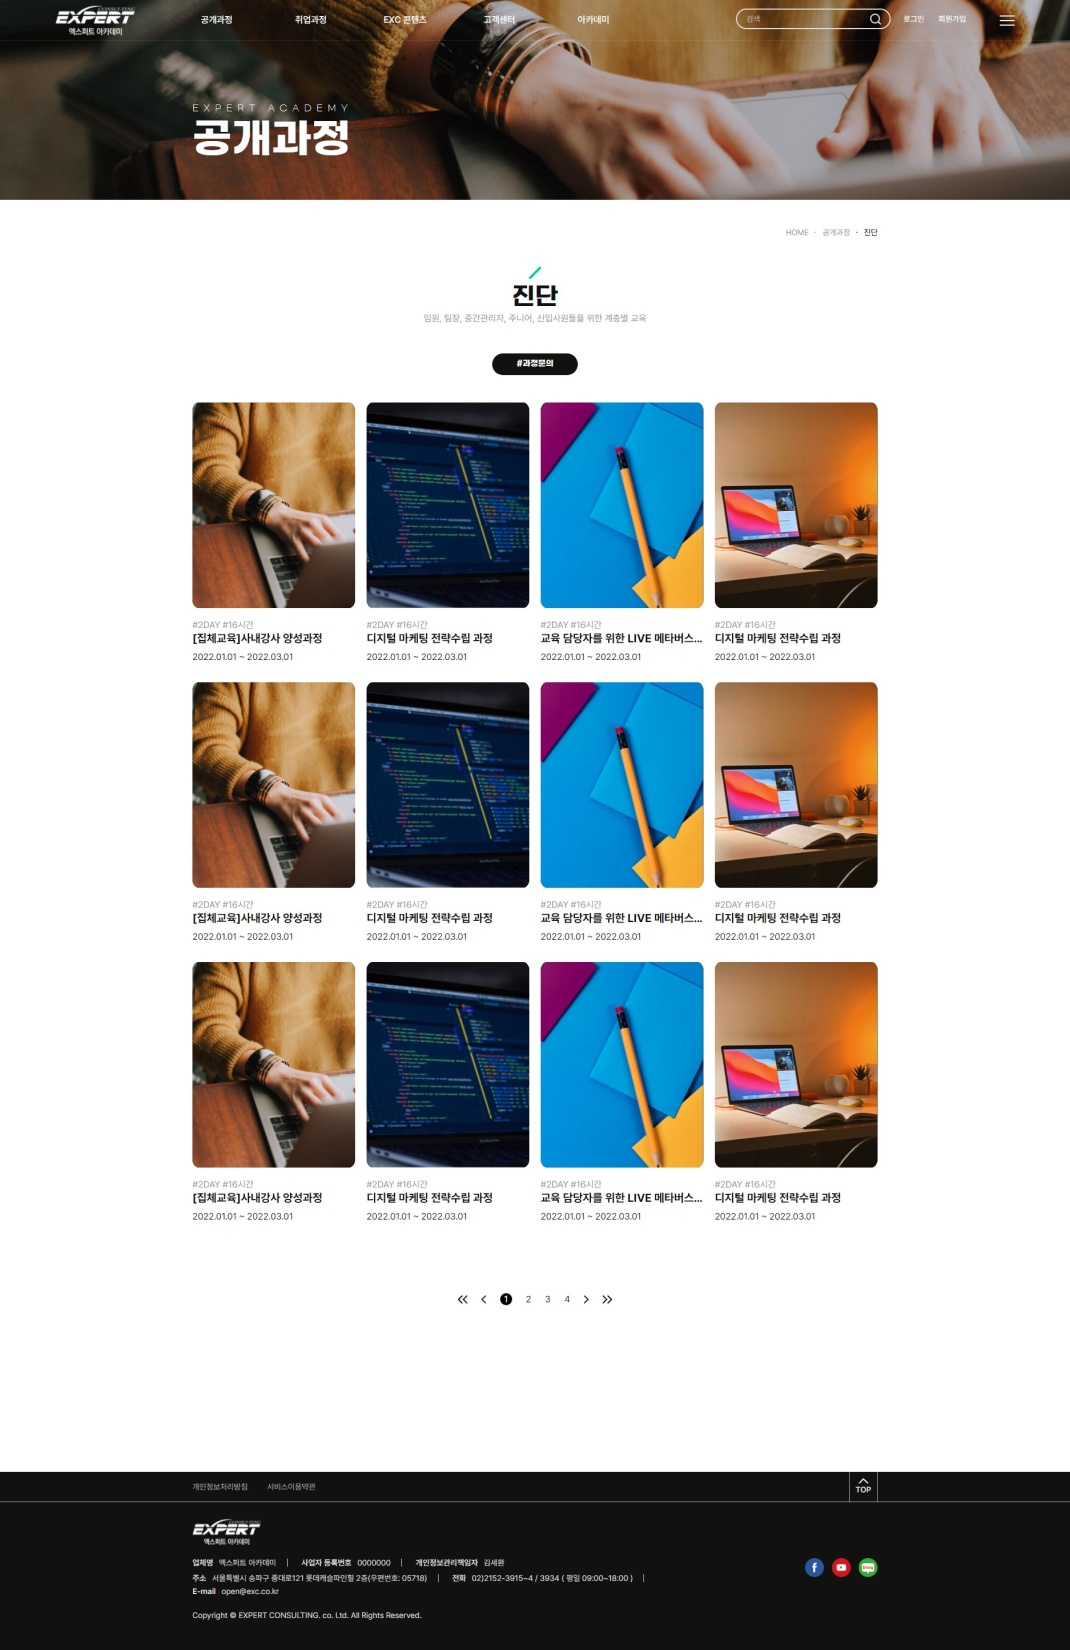 CONSULTING
EXPERT
엑스퍼트 아카데미
공개과정
취업과정
EXC 콘텐츠
고객센터
아카데미
검색
로그인
회원가입
EXPERT ACADEMY
공개과정
HOME · 공개과정 · 진단
진단
임원, 팀장, 중간관리자, 주니어, 신입사원들을 위한 계층별 교육
#과정문의
#2DAY #16시간
[집체교육]사내강사 양성과정
2022.01.01 ~ 2022.03.01
#2DAY #16시간
디지털 마케팅 전략수립 과정
2022.01.01 ~ 2022.03.01
#2DAY #16시간
교육 담당자를 위한 LIVE 메타버스...
2022.01.01 ~ 2022.03.01
#2DAY #16시간
디지털 마케팅 전략수립 과정
2022.01.01 ~ 2022.03.01
#2DAY #16시간
[집체교육]사내강사 양성과정
2022.01.01 ~ 2022.03.01
#2DAY #16시간
디지털 마케팅 전략수립 과정
2022.01.01 ~ 2022.03.01
#2DAY #16시간
교육 담당자를 위한 LIVE 메타버스...
2022.01.01 ~ 2022.03.01
#2DAY #16시간
디지털 마케팅 전략수립 과정
2022.01.01 ~ 2022.03.01
#2DAY #16시간
[집체교육]사내강사 양성과정
2022.01.01 ~ 2022.03.01
#2DAY #16시간
디지털 마케팅 전략수립 과정
2022.01.01 ~ 2022.03.01
#2DAY #16시간
교육 담당자를 위한 LIVE 메타버스...
2022.01.01 ~ 2022.03.01
#2DAY #16시간
디지털 마케팅 전략수립 과정
2022.01.01 ~ 2022.03.01
1 2 3 4
개인정보처리방침 서비스이용약관
TOP
CONSULTING
EXPERT
엑스퍼트 아카데미
업체명 엑스퍼트 아카데미 | 사업자 등록번호 0000000 | 개인정보관리책임자 김세환
주소 서울특별시 송파구 중대로121 롯데캐슬파인힐 2층(우편번호: 05718) | 전화 02)2152-3915~4 / 3934 ( 평일 09:00~18:00 ) |
E-mail open@exc.co.kr
Copyright © EXPERT CONSULTING. co. Ltd. All Rights Reserved.
blog